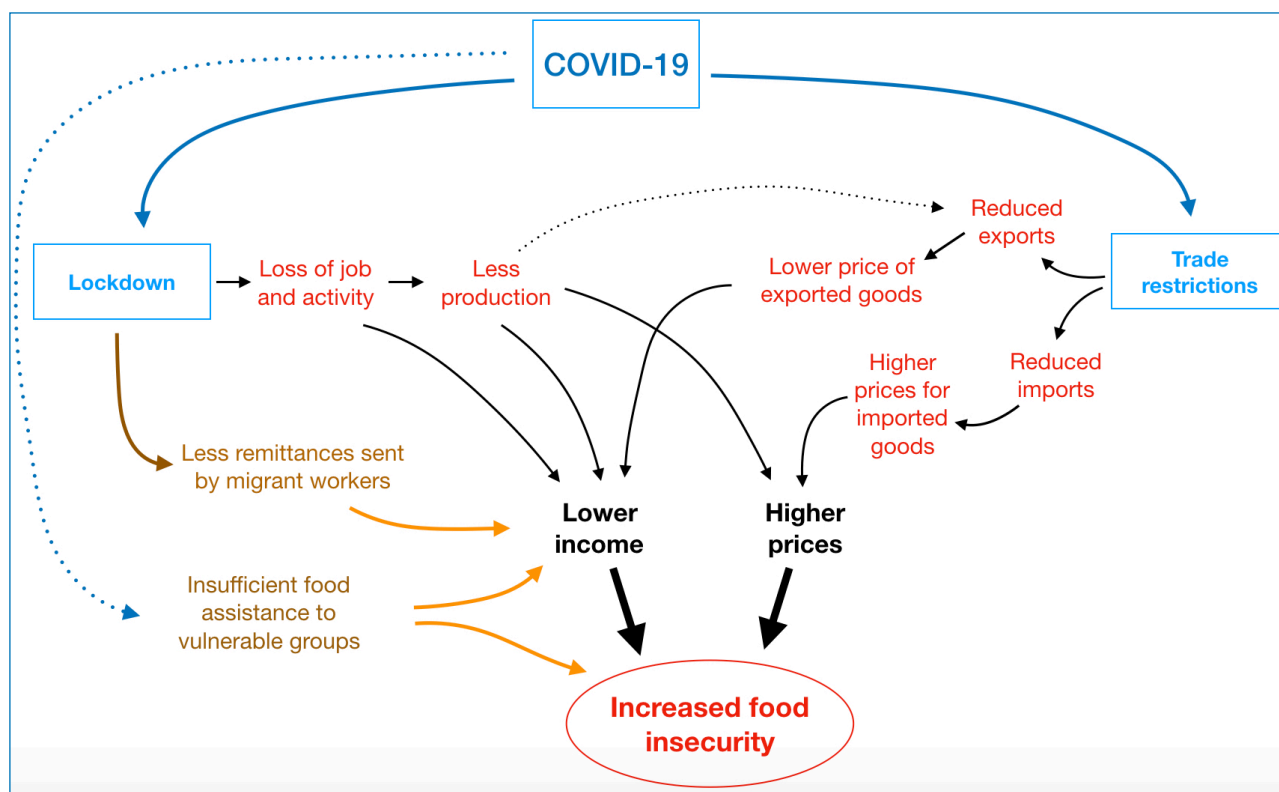 COVID-19
Lockdown
Loss of job
and activity
Less
production
Lower price of
exported goods
Reduced
exports
Trade
restrictions
Higher
prices for
imported
goods
Reduced
imports
Less remittances sent
by migrant workers
Lower
income
Higher
prices
Insufficient food
assistance to
vulnerable groups
Increased food
insecurity